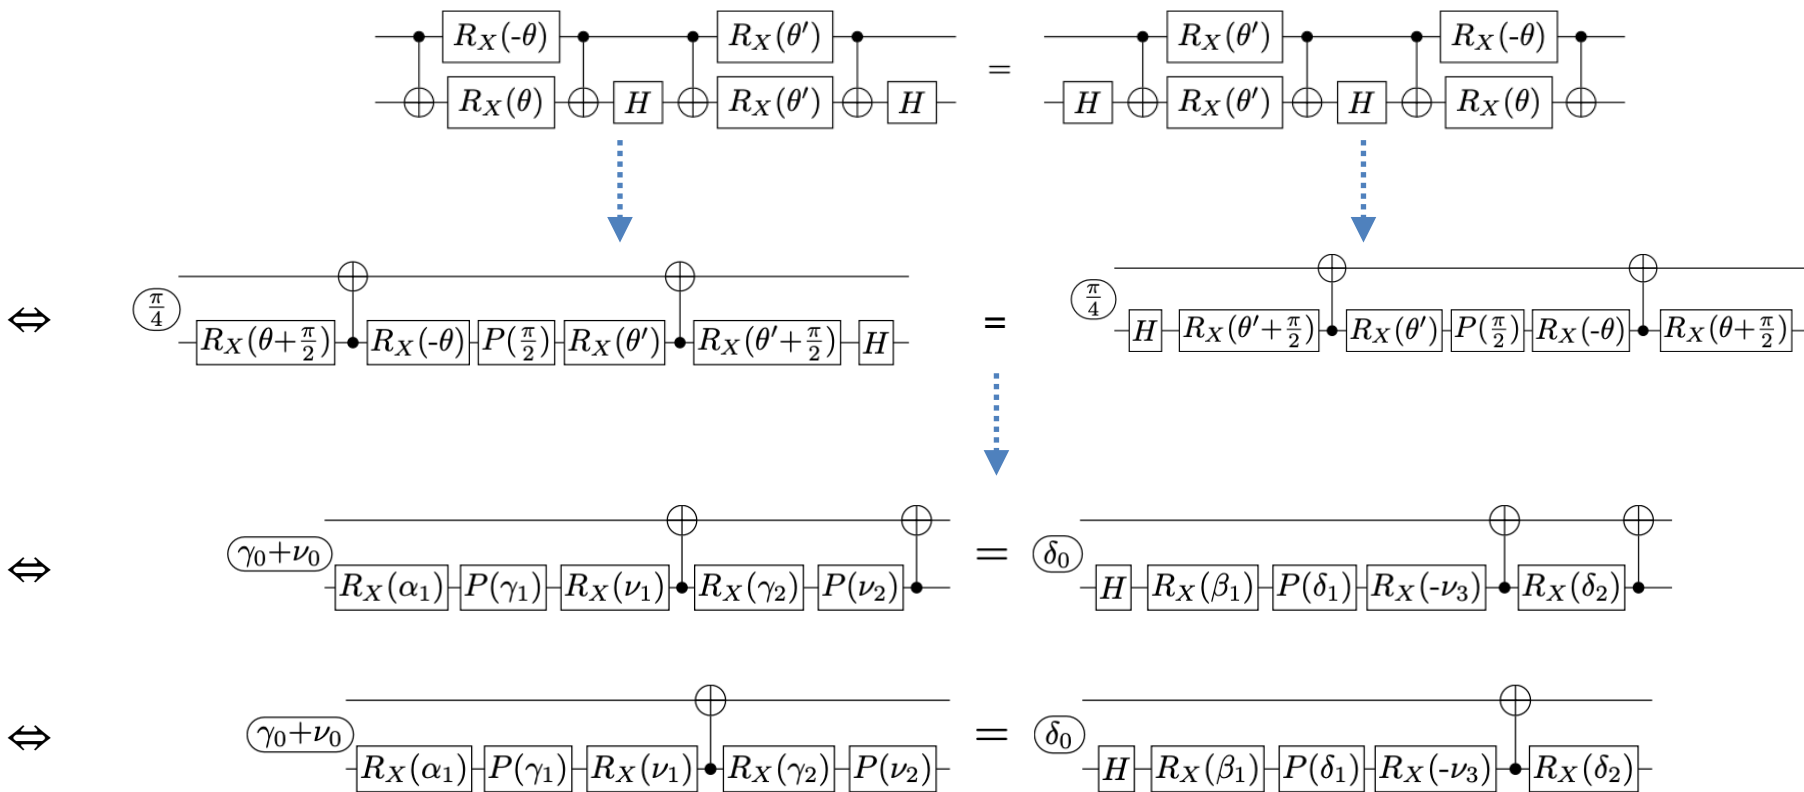 R_X(-θ) R_X(θ') = R_X(θ') R_X(-θ)
R_X(θ) H R_X(θ') H H R_X(θ') H R_X(θ)
⇔ π/4 R_X(θ+π/2) R_X(-θ) P(π/2) R_X(θ') R_X(θ'+π/2) H = π/4 H R_X(θ'+π/2) R_X(θ') P(π/2) R_X(-θ) R_X(θ+π/2)
⇔ γ₀+ν₀ R_X(α₁) P(γ₁) R_X(ν₁) R_X(γ₂) P(ν₂) = δ₀ H R_X(β₁) P(δ₁) R_X(-ν₃) R_X(δ₂)
⇔ γ₀+ν₀ R_X(α₁) P(γ₁) R_X(ν₁) R_X(γ₂) P(ν₂) = δ₀ H R_X(β₁) P(δ₁) R_X(-ν₃) R_X(δ₂)